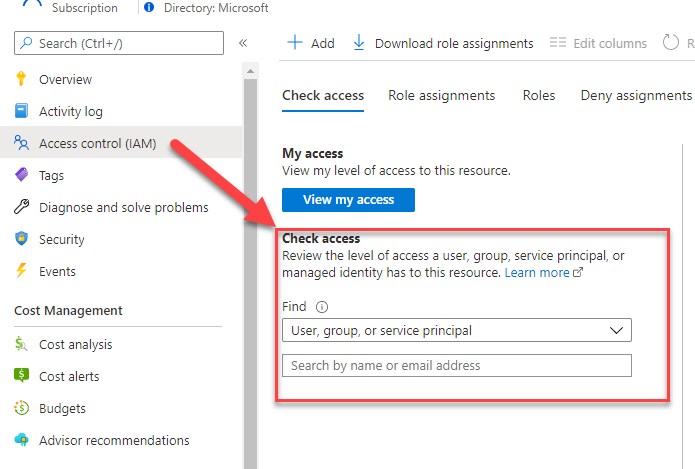 Subscription
Directory: Microsoft
Search (Ctrl+/)
«
Add
Download role assignments
Edit columns
R
Overview
Activity log
Access control (IAM)
Tags
Diagnose and solve problems
Security
Events
Cost Management
Cost analysis
Cost alerts
Budgets
Advisor recommendations
Check access
Role assignments
Roles
Deny assignments
My access
View my level of access to this resource.
View my access
Check access
Review the level of access a user, group, service principal, or
managed identity has to this resource. Learn more
Find
User, group, or service principal
Search by name or email address